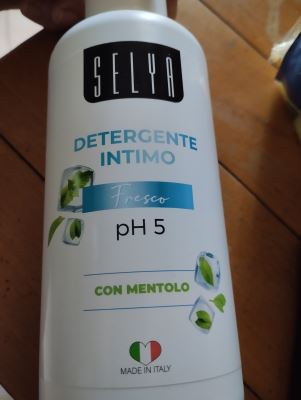 SELYA
DETERGENTE
INTIMO
Fresco
pH 5
CON MENTOLO
MADE IN ITALY